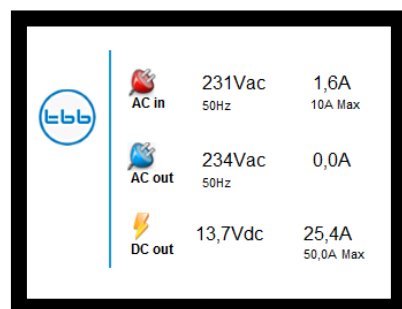 tbb
AC in
231Vac
1,6A
50Hz
10A Max
AC out
234Vac
0,0A
50Hz
DC out
13,7Vdc
25,4A
50,0A Max